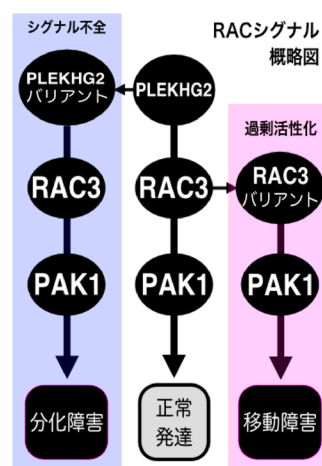 シグナル不全
RACシグナル
概略図
PLEKHG2
バリアント
PLEKHG2
過剰活性化
RAC3
RAC3
RAC3
バリアント
PAK1
PAK1
PAK1
分化障害
正常
発達
移動障害